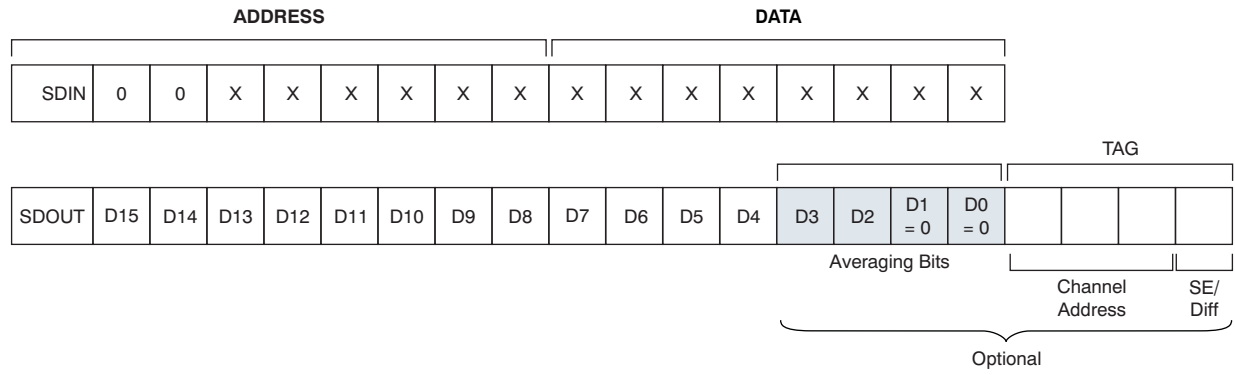 ADDRESS DATA
SDIN 0 0 X X X X X X X X X X X X X X
TAG
SDOUT D15 D14 D13 D12 D11 D10 D9 D8 D7 D6 D5 D4 D3 D2 D1 = 0 D0 = 0
Averaging Bits
Channel Address SE/ Diff
Optional